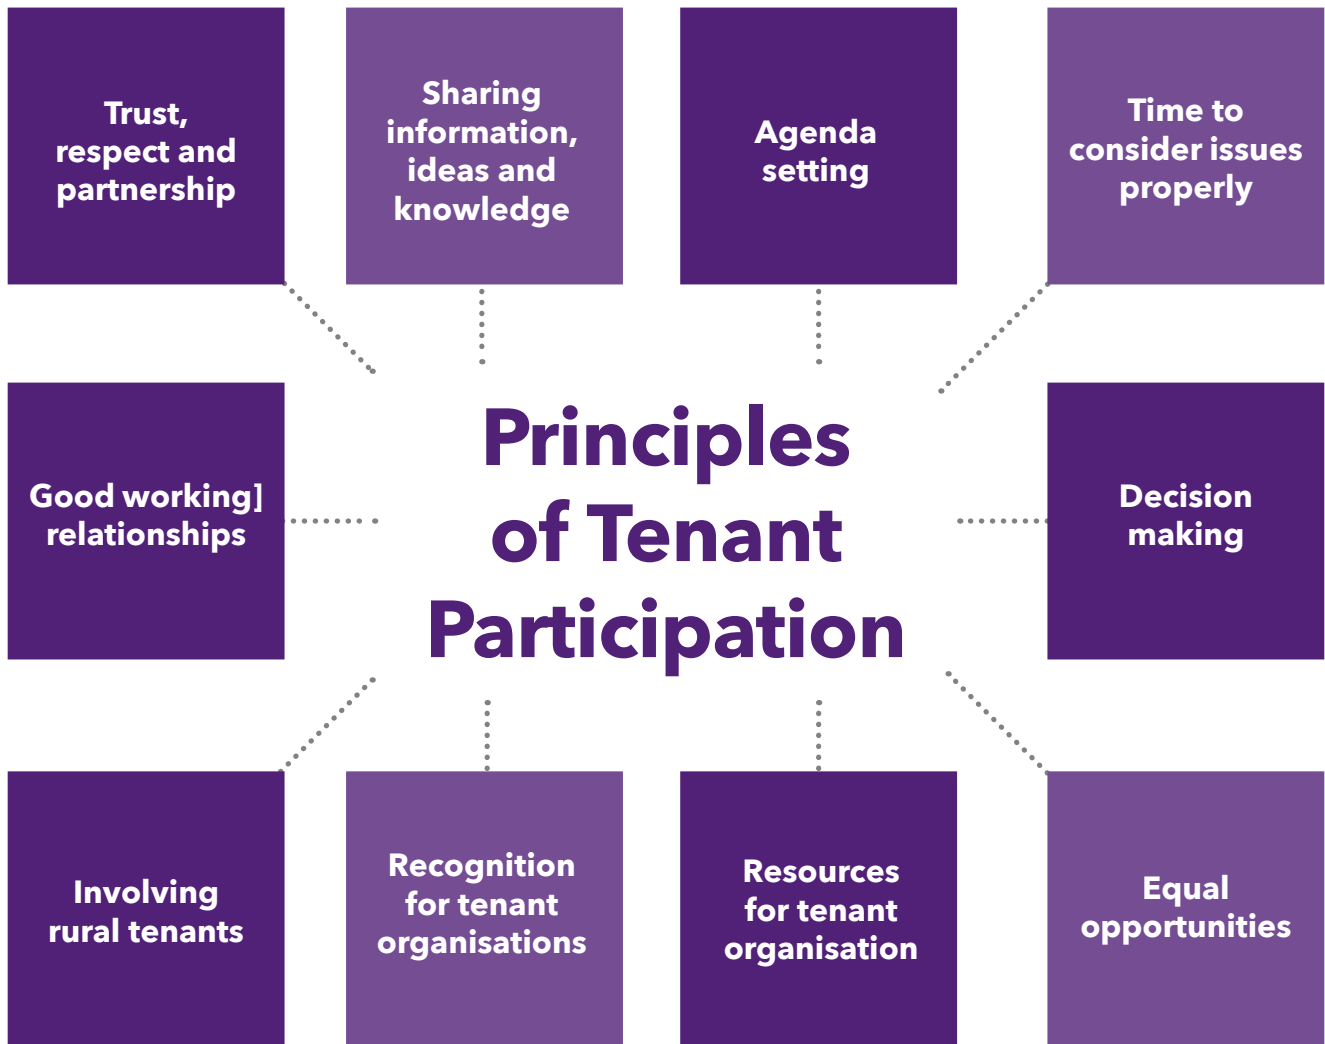 Trust,
respect and
partnership
Sharing
information,
ideas and
knowledge
Agenda
setting
Time to
consider issues
properly
Good working]
relationships
Principles
of Tenant
Participation
Decision
making
Involving
rural tenants
Recognition
for tenant
organisations
Resources
for tenant
organisation
Equal
opportunities